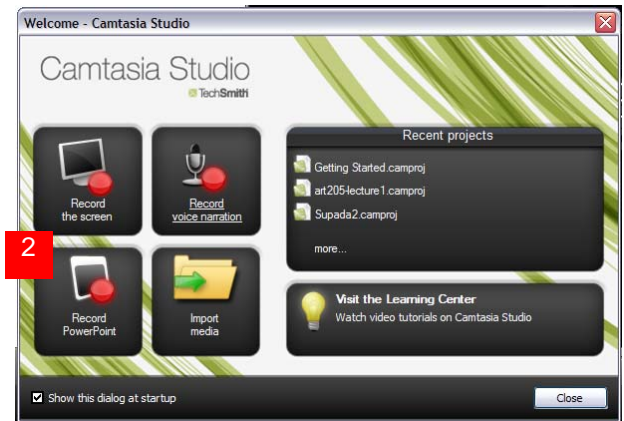 Welcome - Camtasia Studio
Camtasia Studio
TechSmith
Record
the screen
Record
voice narration
2
Record
PowerPoint
Import
media
Recent projects
Getting Started.camproj
art205-lecture1.camproj
Supada2.camproj
more...
Visit the Learning Center
Watch video tutorials on Camtasia Studio
Show this dialog at startup
Close